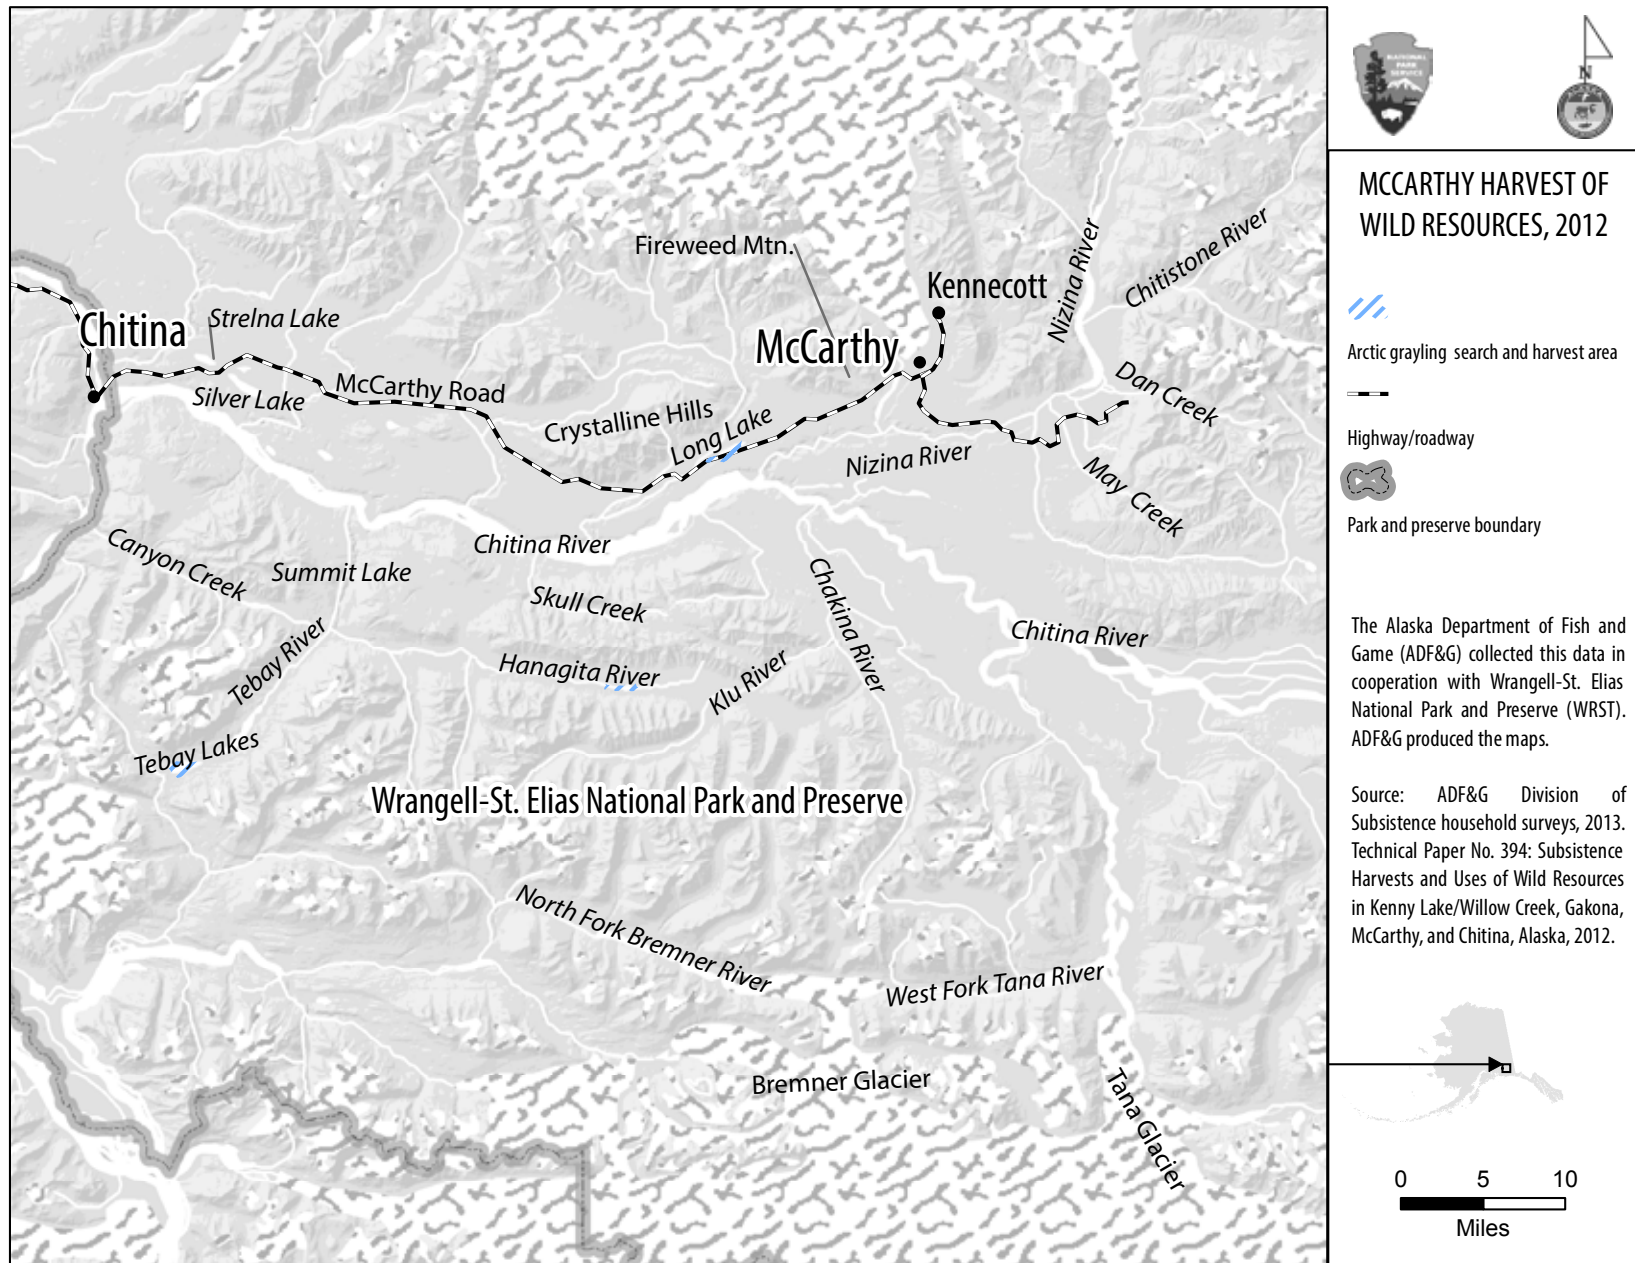 Fireweed Mtn.
Kennecott
Nizina River
Chitistone River
Chitina
Strelna Lake
McCarthy
McCarthy Road
Silver Lake
Dan Creek
Crystalline Hills
Long Lake
Nizina River
May Creek
Canyon Creek
Summit Lake
Chitina River
Skull Creek
Chakina River
Chitina River
Tebay River
Hanagita River
Klu River
Tebay Lakes
Wrangell-St. Elias National Park and Preserve
North Fork Bremner River
West Fork Tana River
Bremner Glacier
Tana Glacier
NATIONAL
PARK
SERVICE
N
MCCARTHY HARVEST OF
WILD RESOURCES, 2012
Arctic grayling search and harvest area
Highway/roadway
Park and preserve boundary
The Alaska Department of Fish and
Game (ADF&G) collected this data in
cooperation with Wrangell-St. Elias
National Park and Preserve (WRST).
ADF&G produced the maps.
Source: ADF&G Division of
Subsistence household surveys, 2013.
Technical Paper No. 394: Subsistence
Harvests and Uses of Wild Resources
in Kenny Lake/Willow Creek, Gakona,
McCarthy, and Chitina, Alaska, 2012.
0 5 10
Miles